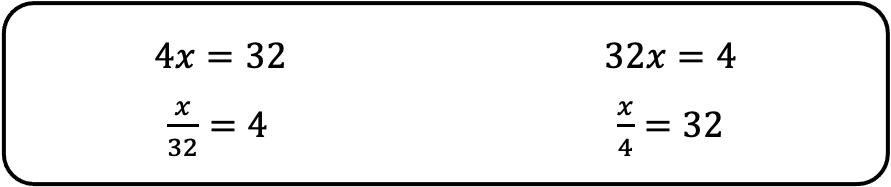 4x = 32    32x = 4
x/32 = 4    x/4 = 32